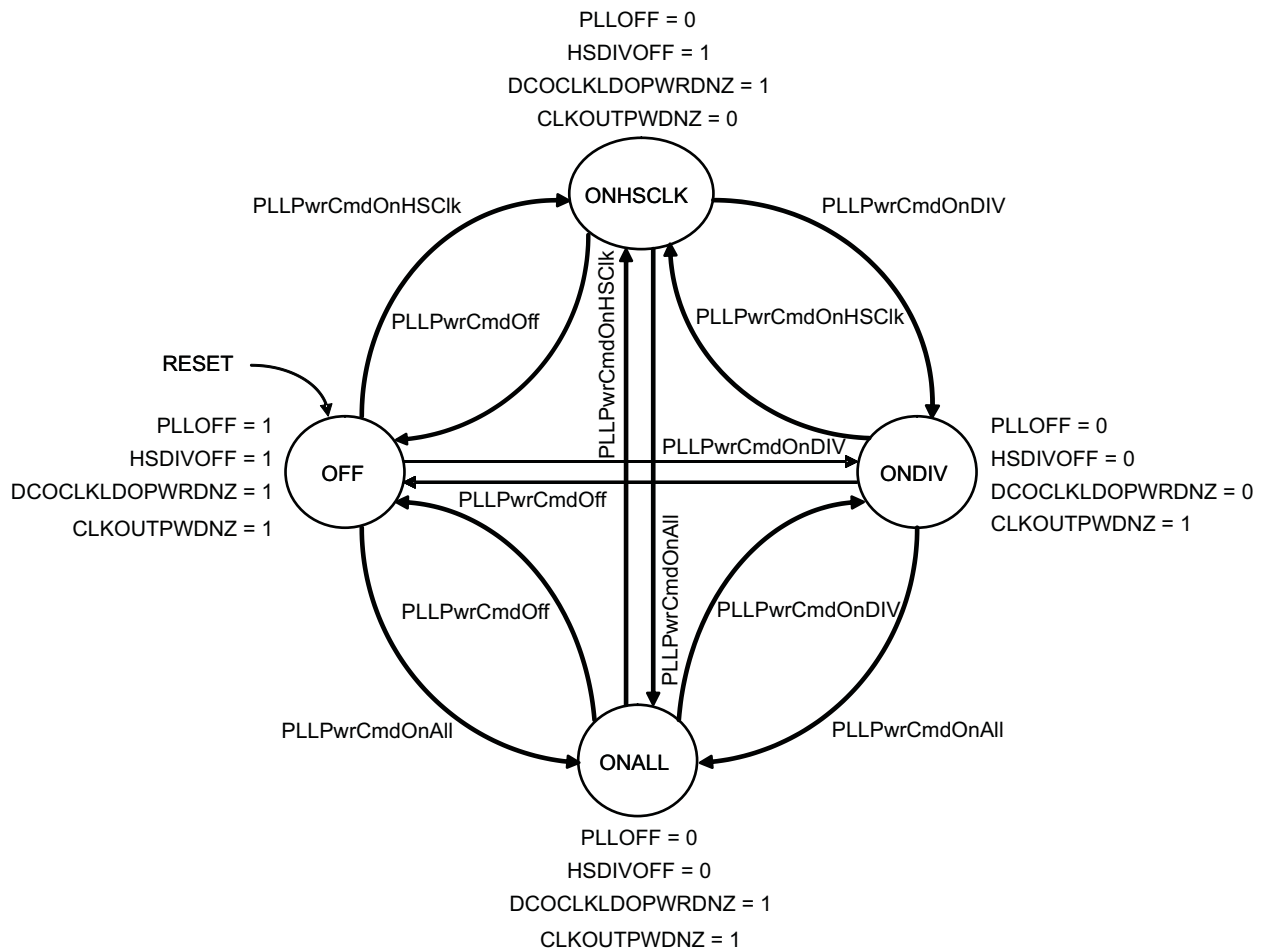 PLLOFF = 0
HSDIVOFF = 1
DCOCLKLDOPWRDNZ = 1
CLKOUTPWDNZ = 0
ONHSCLK
PLLPwrCmdOnHSClk
PLLPwrCmdOnDIV
PLLPwrCmdOff
PLLPwrCmdOnHSClk
PLLPwrCmdOnHSClk
RESET
PLLOFF = 1
HSDIVOFF = 1
DCOCLKLDOPWRDNZ = 1
CLKOUTPWDNZ = 1
OFF
PLLPwrCmdOnDIV
PLLPwrCmdOff
ONDIV
PLLOFF = 0
HSDIVOFF = 0
DCOCLKLDOPWRDNZ = 0
CLKOUTPWDNZ = 1
PLLPwrCmdOnAll
PLLPwrCmdOff
PLLPwrCmdOnDIV
PLLPwrCmdOnAll
PLLPwrCmdOnAll
ONALL
PLLOFF = 0
HSDIVOFF = 0
DCOCLKLDOPWRDNZ = 1
CLKOUTPWDNZ = 1